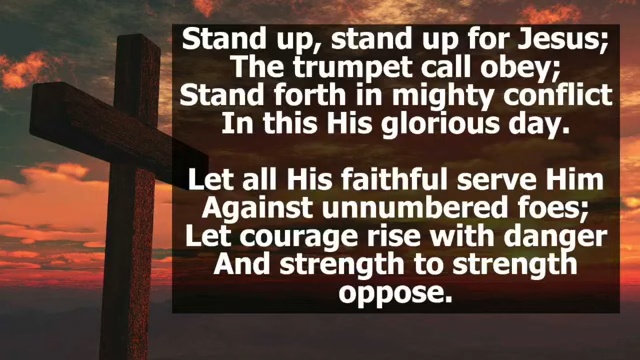 Stand up, stand up for Jesus;
The trumpet call obey;
Stand forth in mighty conflict
In this His glorious day.
Let all His faithful serve Him
Against unnumbered foes;
Let courage rise with danger
And strength to strength
oppose.